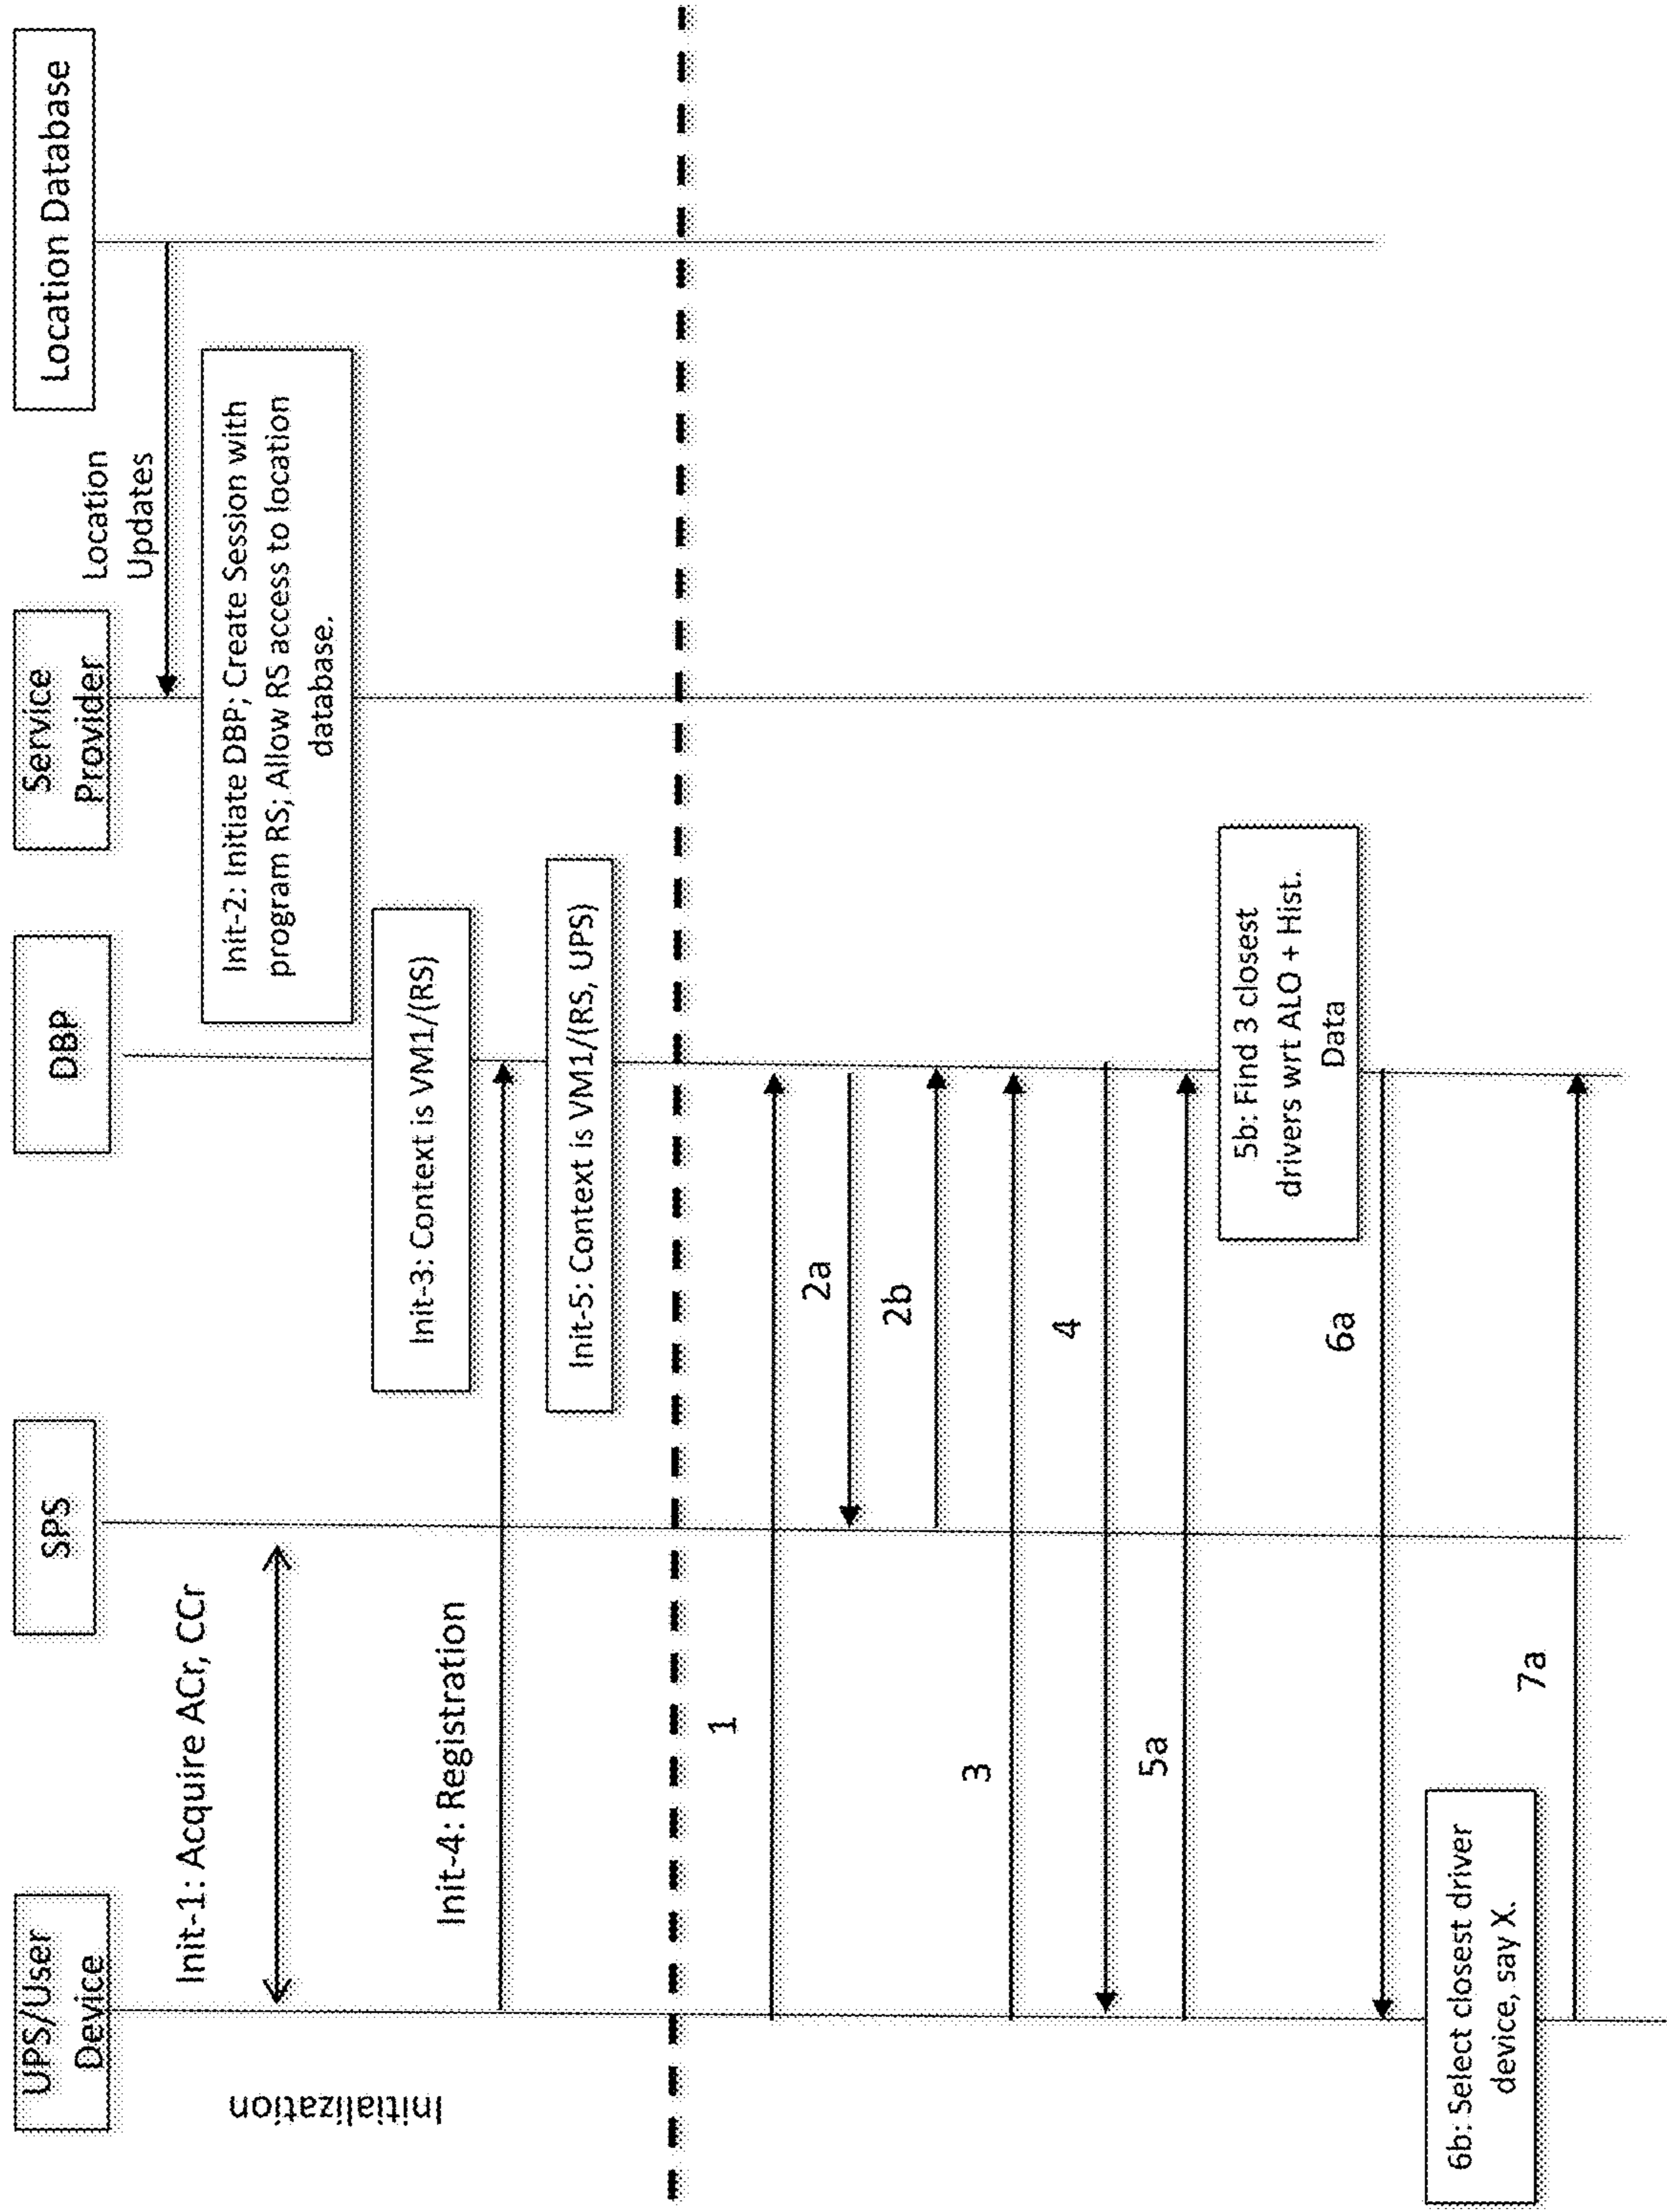 UPS/User
Device
SPS
DBP
Service
Provider
Location Database
Location
Updates
Initialization
Init-1: Acquire ACr, CCr
Init-2: Initiate DBP; Create Session with
program RS; Allow RS access to location
database.
Init-3: Context is VM1/(RS)
Init-4: Registration
Init-5: Context is VM1/(RS, UPS)
1
2a
2b
3
4
5a
5b: Find 3 closest
drivers wrt ALO + Hist.
Data
6a
6b: Select closest driver
device, say X.
7a